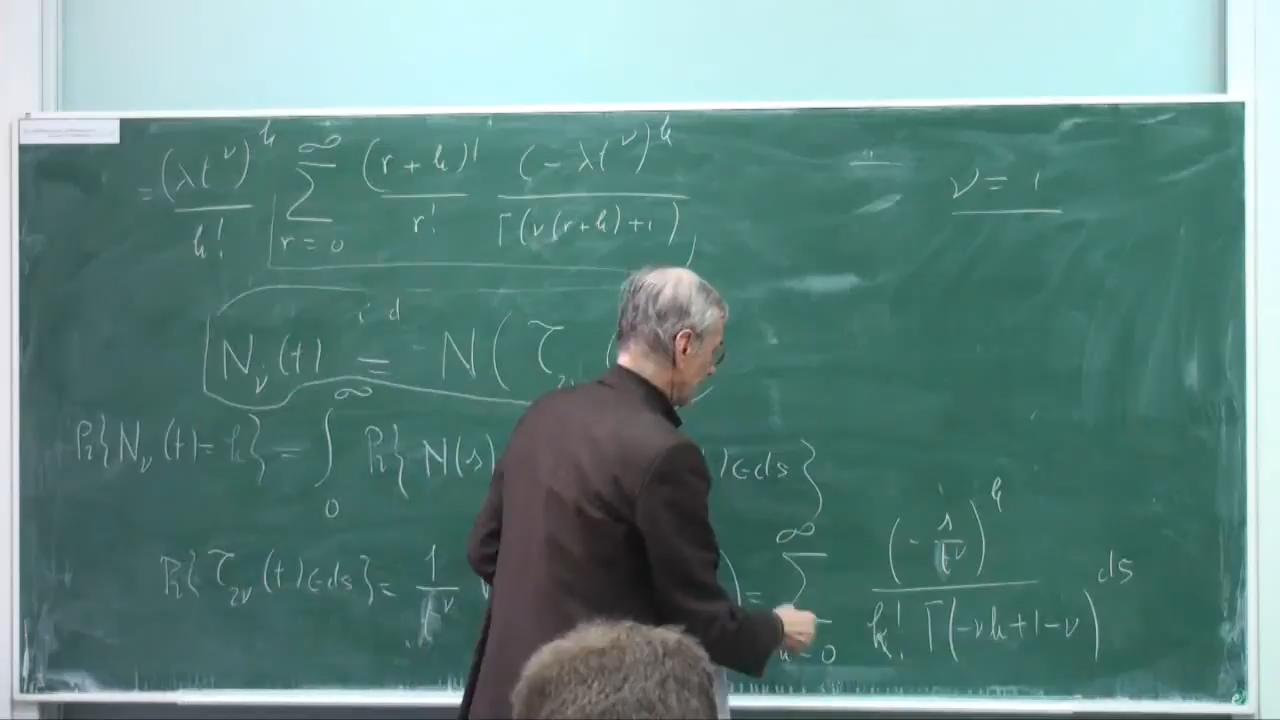 = (λt^ν)^k / k! ∑_{r=0}^{∞} (r+k)! / r! (-λt^ν)^k / Γ(ν(r+k)+1)
ν = 1
N_ν(t) =^{i.d} N(𝒯_{2ν}(
Pr{N_ν(t)=k} = ∫_0^∞ Pr{N(s) )∈ds}
Pr{𝒯_{2ν}(t)∈ds} = 1/t^ν ) = ∑_{k=0}^{∞} (-s/t^ν)^k / k! Γ(-νk+1-ν) ds